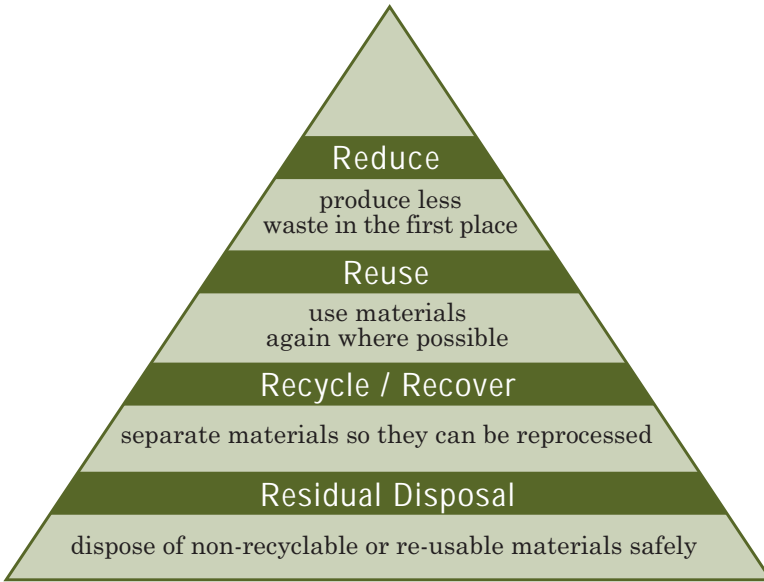 Reduce
produce less
waste in the first place
Reuse
use materials
again where possible
Recycle / Recover
separate materials so they can be reprocessed
Residual Disposal
dispose of non-recyclable or re-usable materials safely